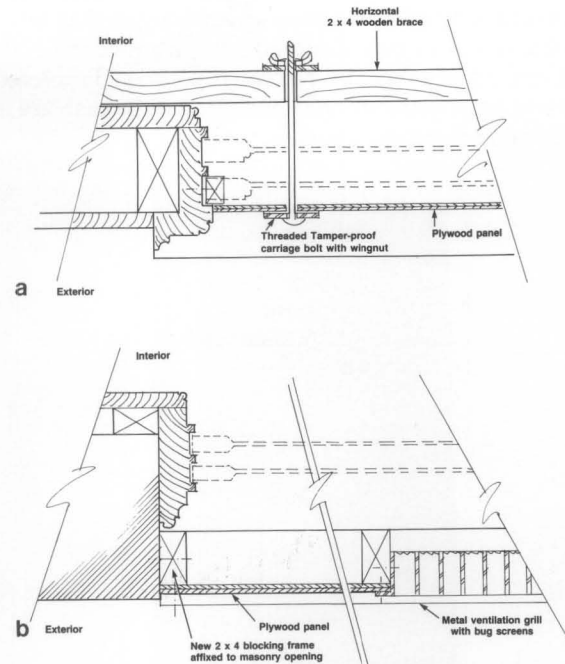 Horizontal
2 x 4 wooden brace
Interior
Threaded Tamper-proof
carriage bolt with wingnut
Plywood panel
a
Exterior
Interior
Plywood panel
Metal ventilation grill
with bug screens
b
Exterior
New 2 x 4 blocking frame
affixed to masonry opening